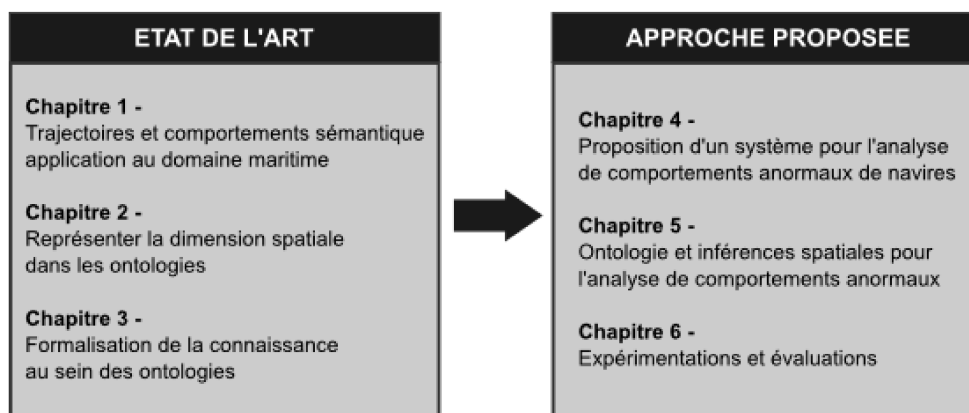 ETAT DE L'ART
Chapitre 1 -
Trajectoires et comportements sémantique
application au domaine maritime
Chapitre 2 -
Représenter la dimension spatiale
dans les ontologies
Chapitre 3 -
Formalisation de la connaissance
au sein des ontologies
APPROCHE PROPOSEE
Chapitre 4 -
Proposition d'un système pour l'analyse
de comportements anormaux de navires
Chapitre 5 -
Ontologie et inférences spatiales pour
l'analyse de comportements anormaux
Chapitre 6 -
Expérimentations et évaluations